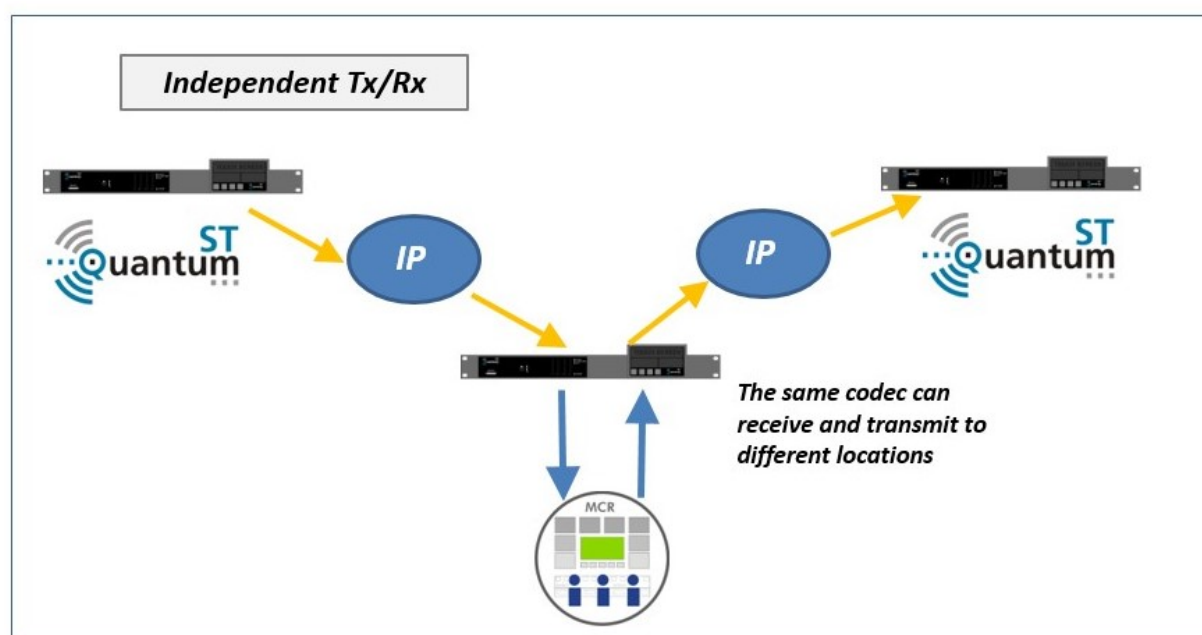 Independent Tx/Rx
ST
Quantum
IP
IP
ST
Quantum
The same codec can
receive and transmit to
different locations
MCR